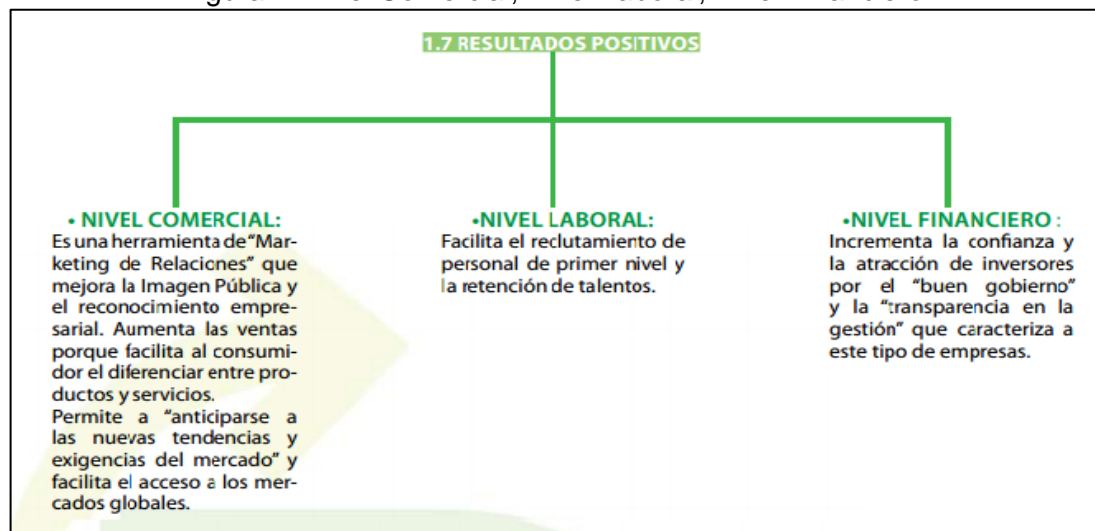 1.7 RESULTADOS POSITIVOS
• NIVEL COMERCIAL:
Es una herramienta de “Mar-
keting de Relaciones” que
mejora la Imagen Pública y
el reconocimiento empre-
sarial. Aumenta las ventas
porque facilita al consumi-
dor el diferenciar entre pro-
ductos y servicios.
Permite a “anticiparse a
las nuevas tendencias y
exigencias del mercado” y
facilita el acceso a los mer-
cados globales.
•NIVEL LABORAL:
Facilita el reclutamiento de
personal de primer nivel y
la retención de talentos.
•NIVEL FINANCIERO :
Incrementa la confianza y
la atracción de inversores
por el “buen gobierno”
y la “transparencia en la
gestión” que caracteriza a
este tipo de empresas.